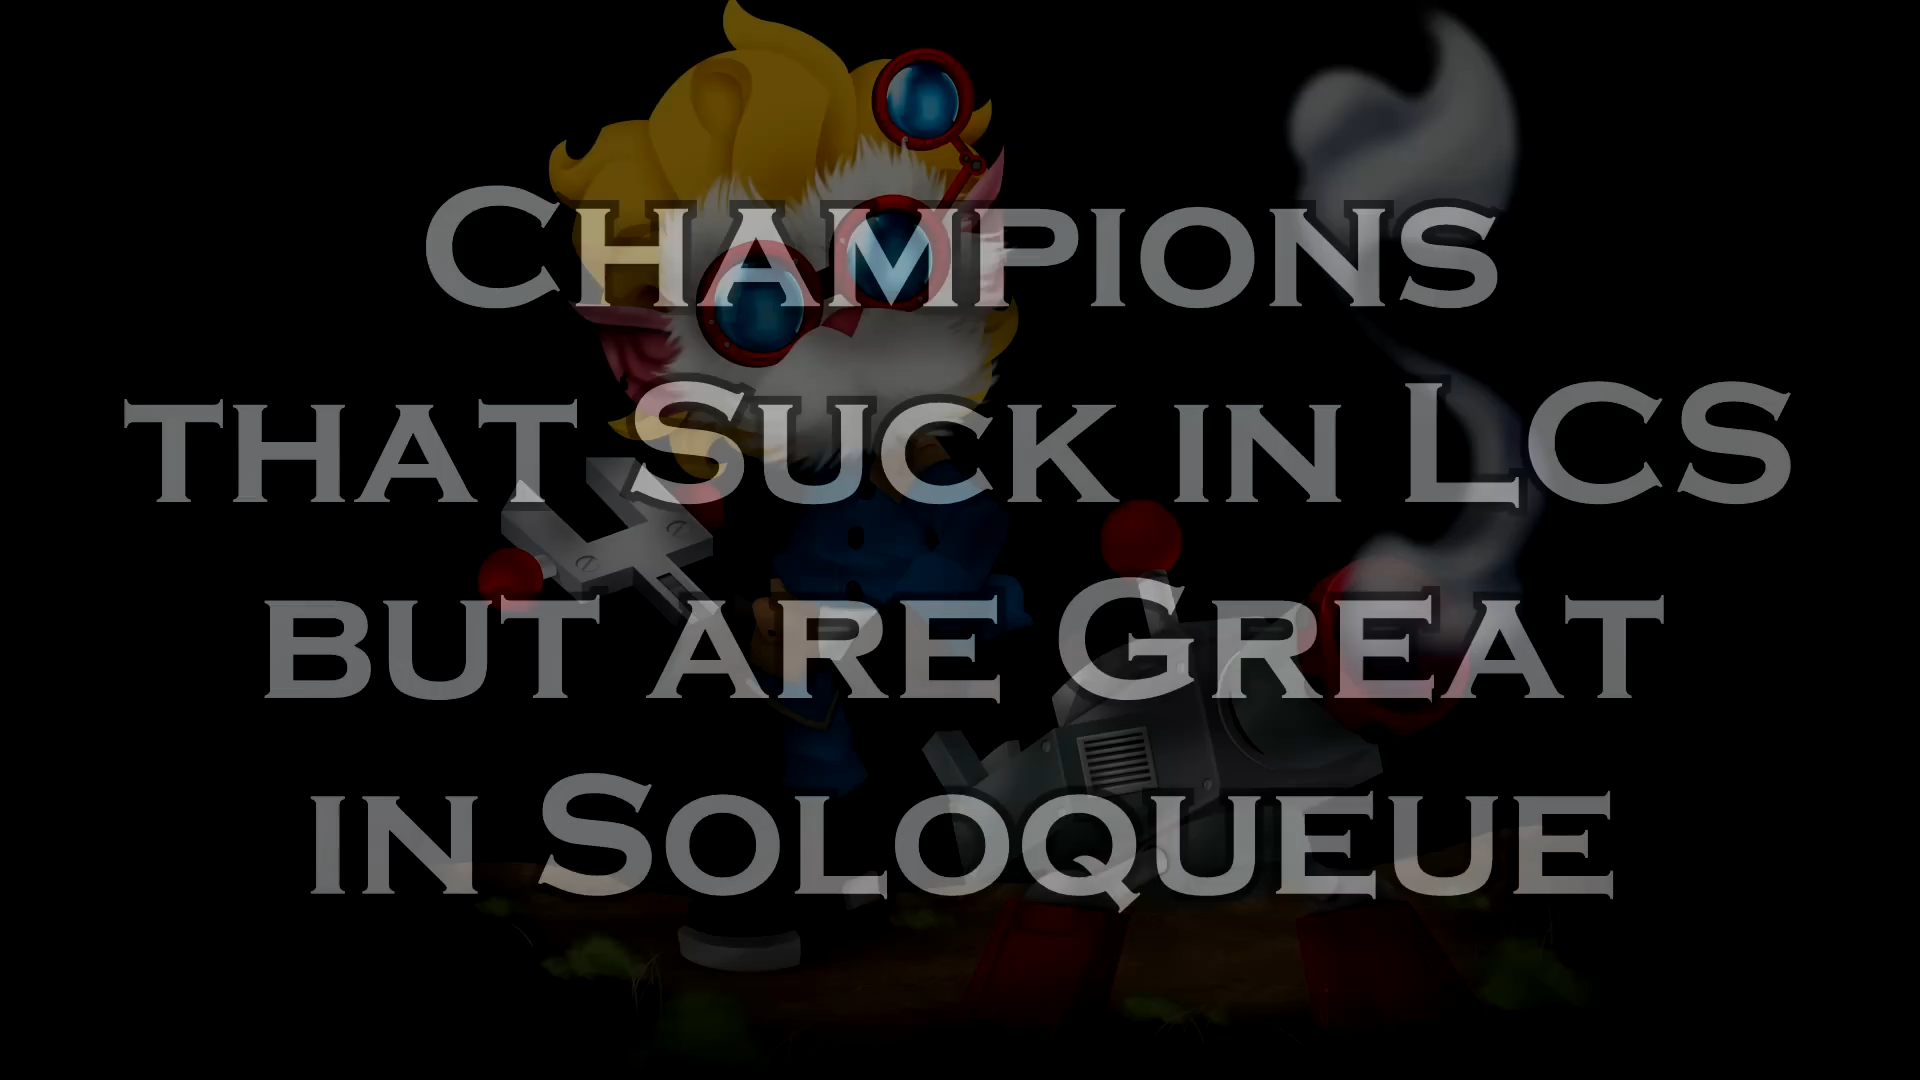 Champions
that Suck in LCS
but are Great
in Soloqueue